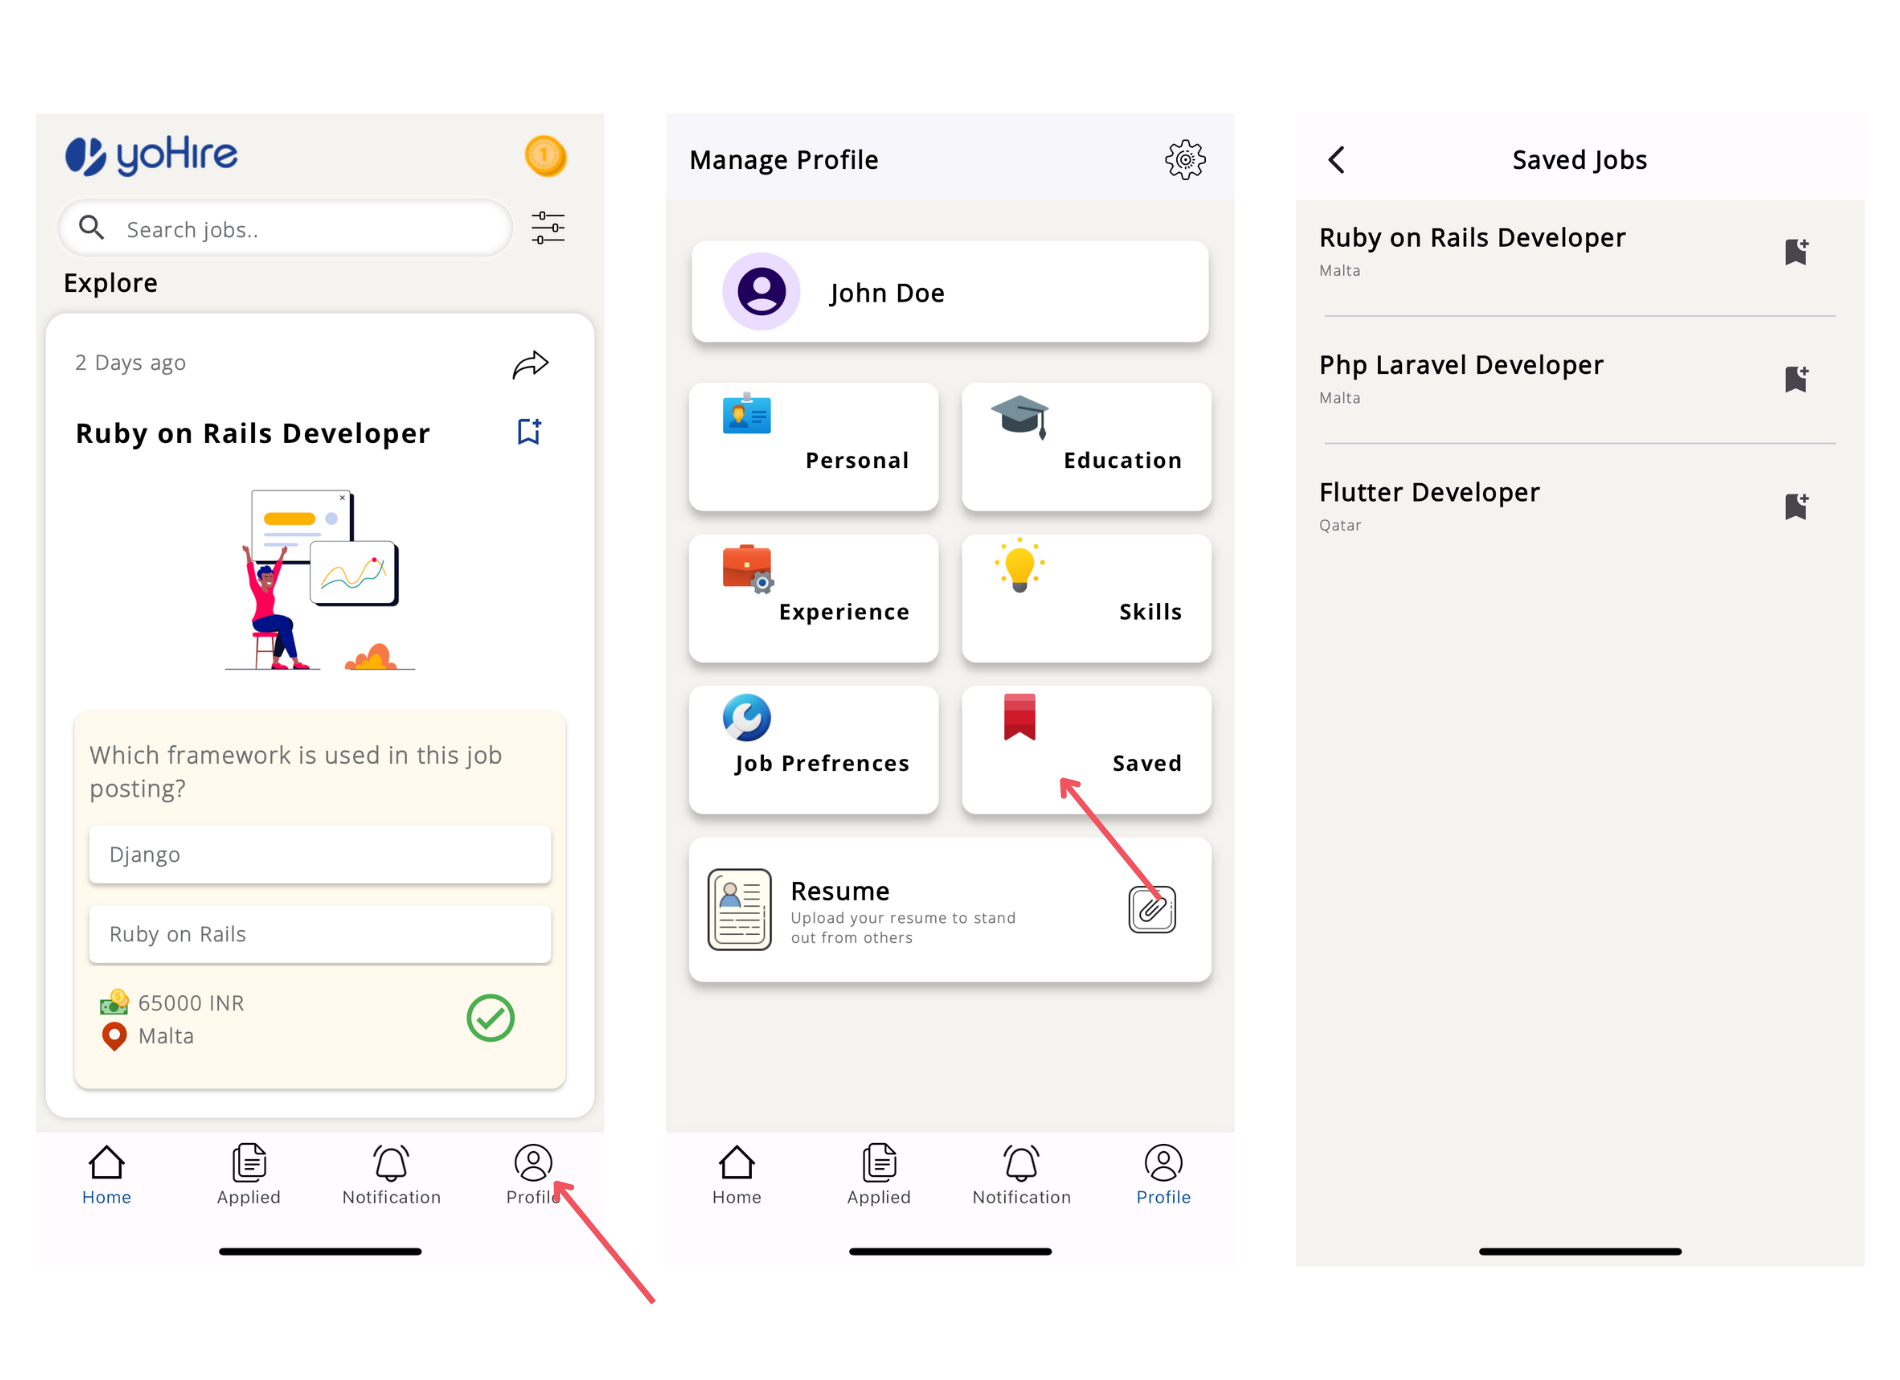 yoHire
1
Search jobs..
Explore
2 Days ago
Ruby on Rails Developer
Which framework is used in this job
posting?
Django
Ruby on Rails
65000 INR
Malta
Home
Applied
Notification
Profile
Manage Profile
John Doe
Personal
Education
Experience
Skills
Job Prefrences
Saved
Resume
Upload your resume to stand
out from others
Home
Applied
Notification
Profile
Saved Jobs
Ruby on Rails Developer
Malta
Php Laravel Developer
Malta
Flutter Developer
Qatar